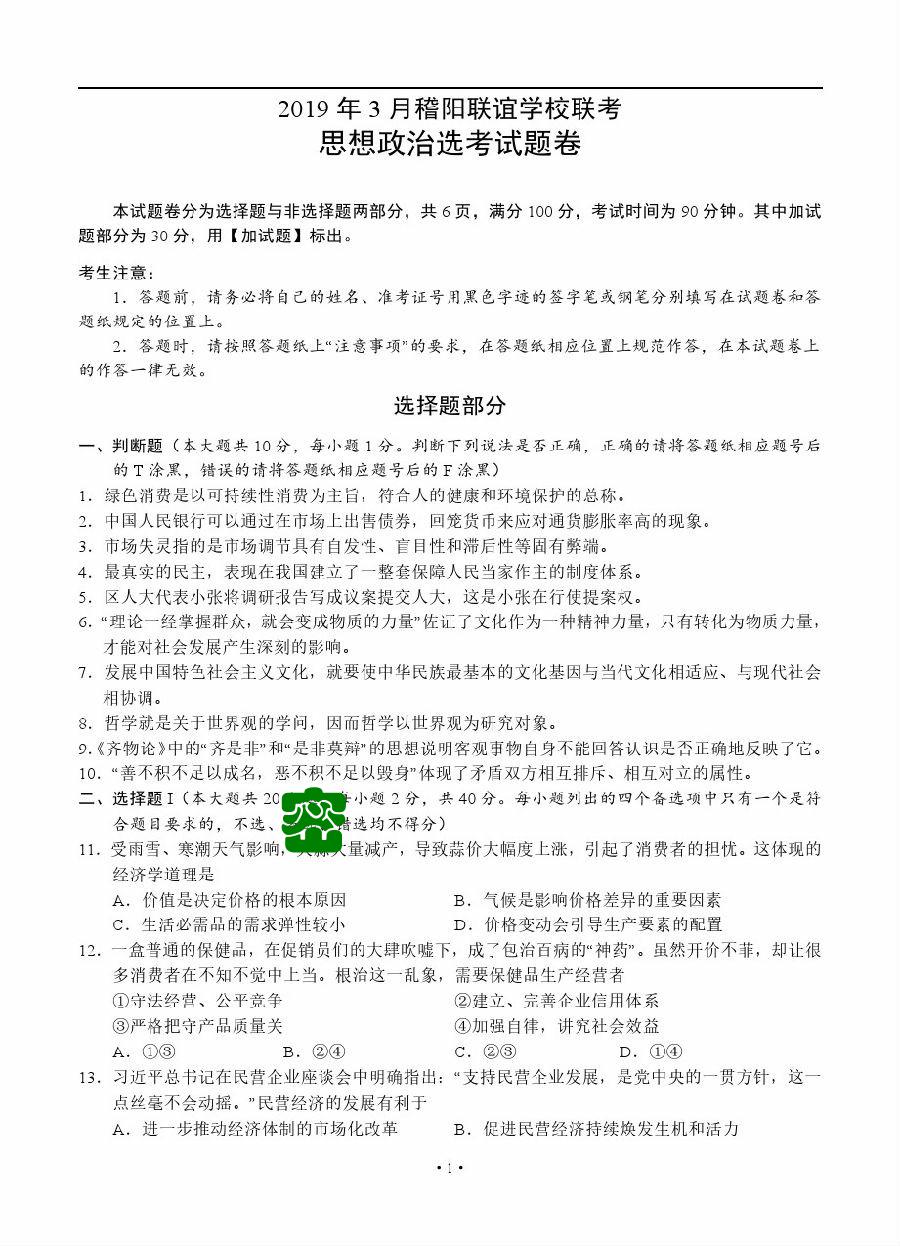 2019 年 3 月稽阳联谊学校联考
思想政治选考试题卷
本试题卷分为选择题与非选择题两部分，共 6 页，满分 100 分，考试时间为 90 分钟。其中加试
题部分为 30 分，用【加试题】标出。
考生注意：
1．答题前，请务必将自己的姓名、准考证号用黑色字迹的签字笔或钢笔分别填写在试题卷和答
题纸规定的位置上。
2．答题时，请按照答题纸上“注意事项”的要求，在答题纸相应位置上规范作答，在本试题卷上
的作答一律无效。
选择题部分
一、判断题（本大题共 10 分，每小题 1 分。判断下列说法是否正确，正确的请将答题纸相应题号后
的 T 涂黑，错误的请将答题纸相应题号后的 F 涂黑）
1．绿色消费是以可持续性消费为主旨，符合人的健康和环境保护的总称。
2．中国人民银行可以通过在市场上出售债券，回笼货币来应对通货膨胀率高的现象。
3．市场失灵指的是市场调节具有自发性、盲目性和滞后性等固有弊端。
4．最真实的民主，表现在我国建立了一整套保障人民当家作主的制度体系。
5．区人大代表小张将调研报告写成议案提交人大，这是小张在行使提案权。
6．“理论一经掌握群众，就会变成物质的力量”佐证了文化作为一种精神力量，只有转化为物质力量，
才能对社会发展产生深刻的影响。
7．发展中国特色社会主义文化，就要使中华民族最基本的文化基因与当代文化相适应、与现代社会
相协调。
8．哲学就是关于世界观的学问，因而哲学以世界观为研究对象。
9.《齐物论》中的“齐是非”和“是非莫辩”的思想说明客观事物自身不能回答认识是否正确地反映了它。
10．“善不积不足以成名，恶不积不足以毁身”体现了矛盾双方相互排斥、相互对立的属性。
二、选择题Ⅰ（本大题共 20 每小题 2 分，共 40 分。每小题列出的四个备选项中只有一个是符
合题目要求的，不选、错选均不得分）
11．受雨雪、寒潮天气影响，大蒜大量减产，导致蒜价大幅度上涨，引起了消费者的担忧。这体现的
经济学道理是
A．价值是决定价格的根本原因 B．气候是影响价格差异的重要因素
C．生活必需品的需求弹性较小 D．价格变动会引导生产要素的配置
12．一盒普通的保健品，在促销员们的大肆吹嘘下，成了包治百病的“神药”。虽然开价不菲，却让很
多消费者在不知不觉中上当。根治这一乱象，需要保健品生产经营者
①守法经营、公平竞争 ②建立、完善企业信用体系
③严格把守产品质量关 ④加强自律，讲究社会效益
A．①③ B．②④ C．②③ D．①④
13．习近平总书记在民营企业座谈会中明确指出：“支持民营企业发展，是党中央的一贯方针，这一
点丝毫不会动摇。”民营经济的发展有利于
A．进一步推动经济体制的市场化改革 B．促进民营经济持续焕发生机和活力
·1·